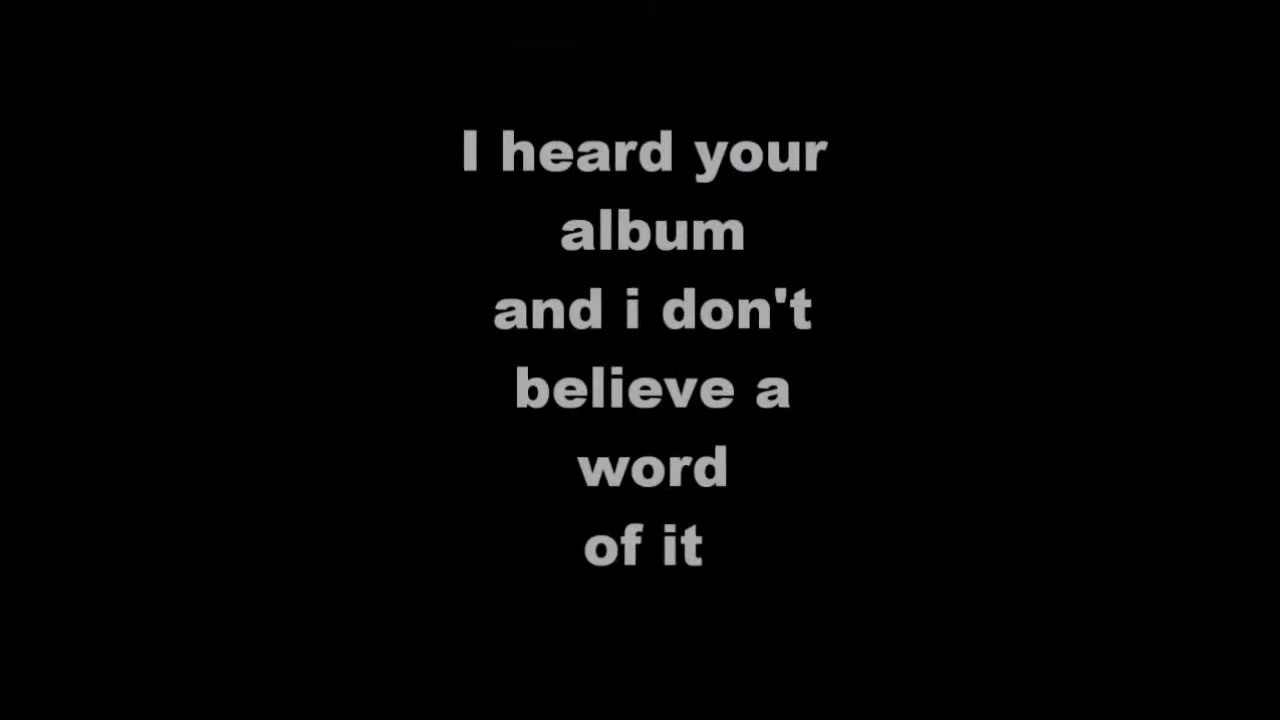 I heard your
album
and i don't
believe a
word
of it